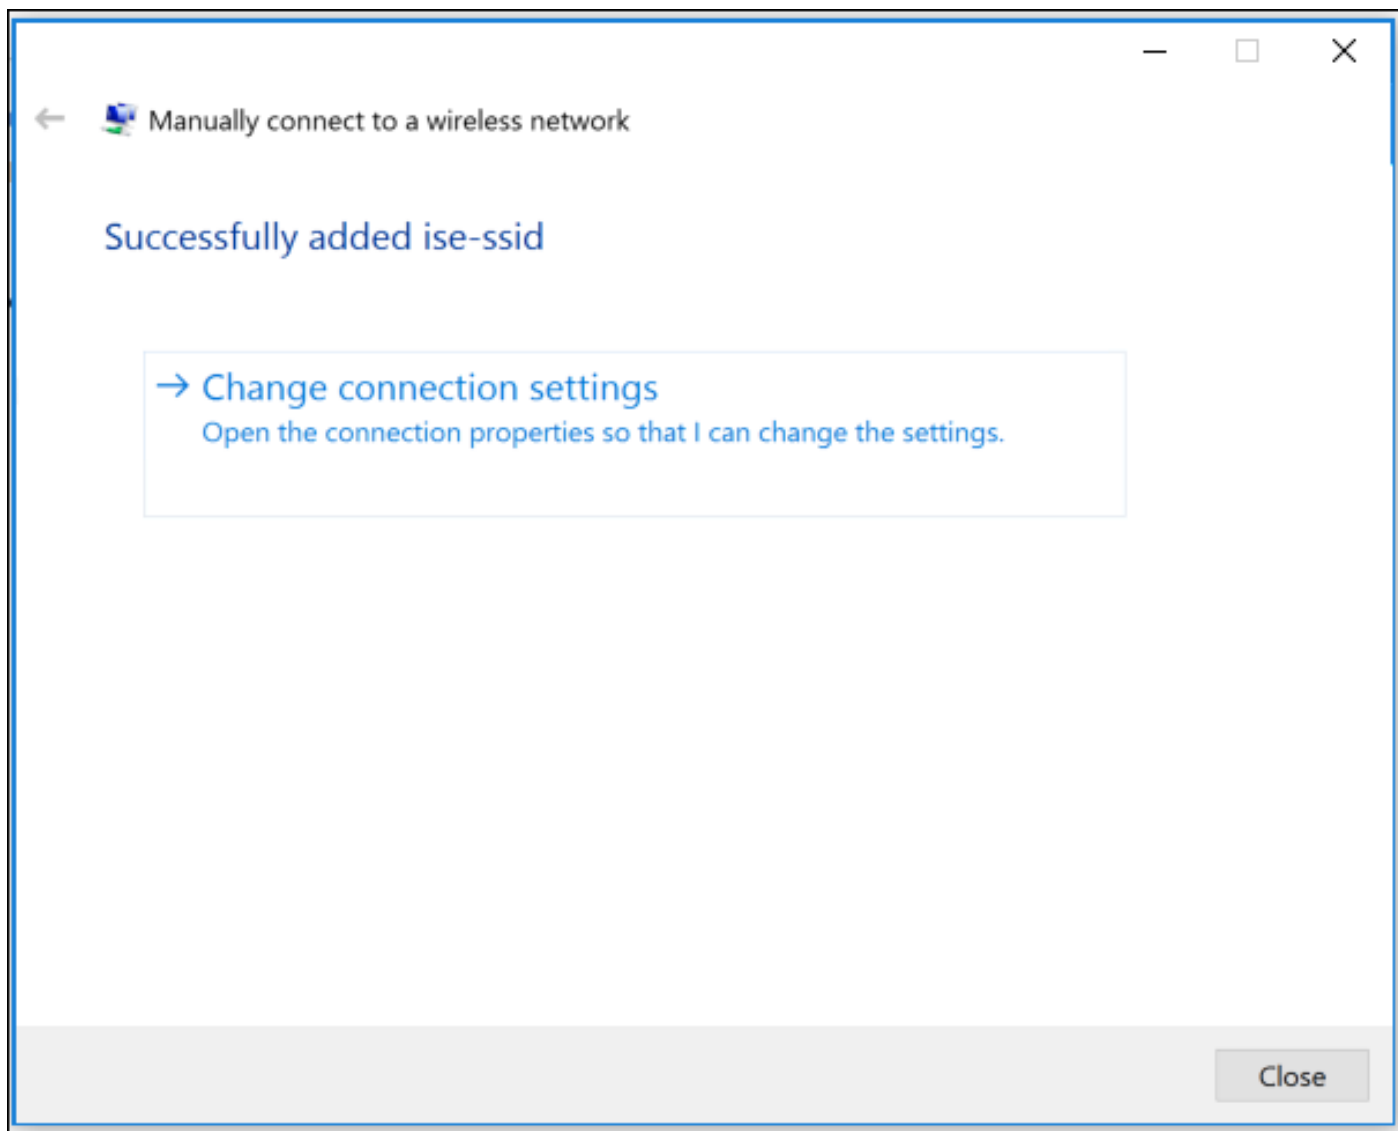 Manually connect to a wireless network
Successfully added ise-ssid
Change connection settings
Open the connection properties so that I can change the settings.
Close